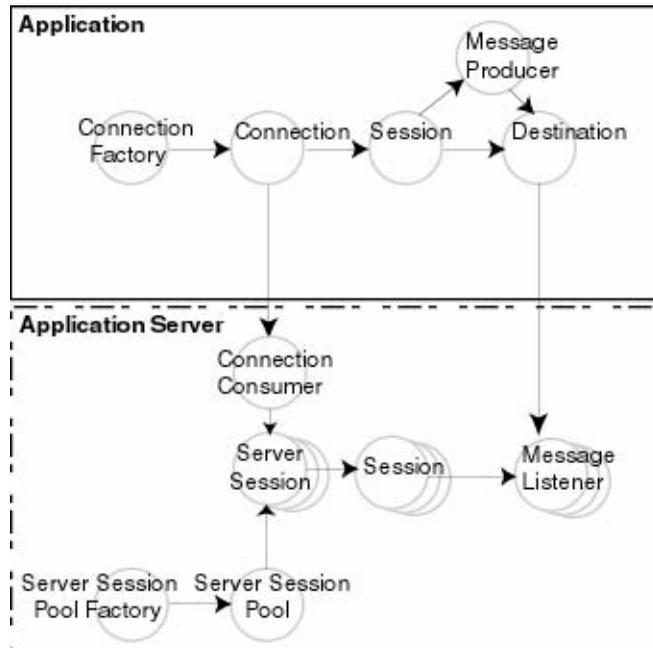 Application
Message
Producer
Connection
Factory
Connection
Session
Destination
Application Server
Connection
Consumer
Server
Session
Session
Message
Listener
Server Session
Pool Factory
Server Session
Pool